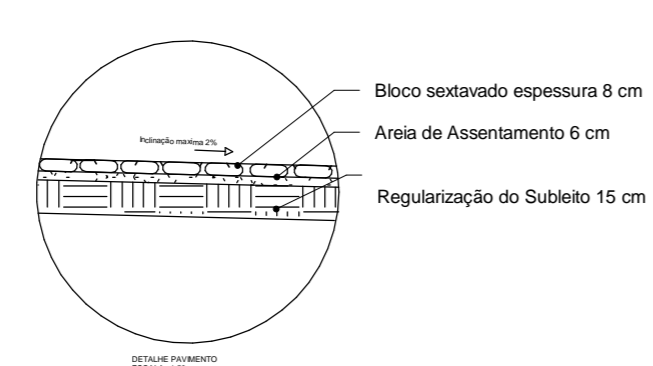 Bloco sextavado espessura 8 cm
Inclinação maxima 2%
Areia de Assentamento 6 cm
Regularização do Subleito 15 cm
DETALHE PAVIMENTO